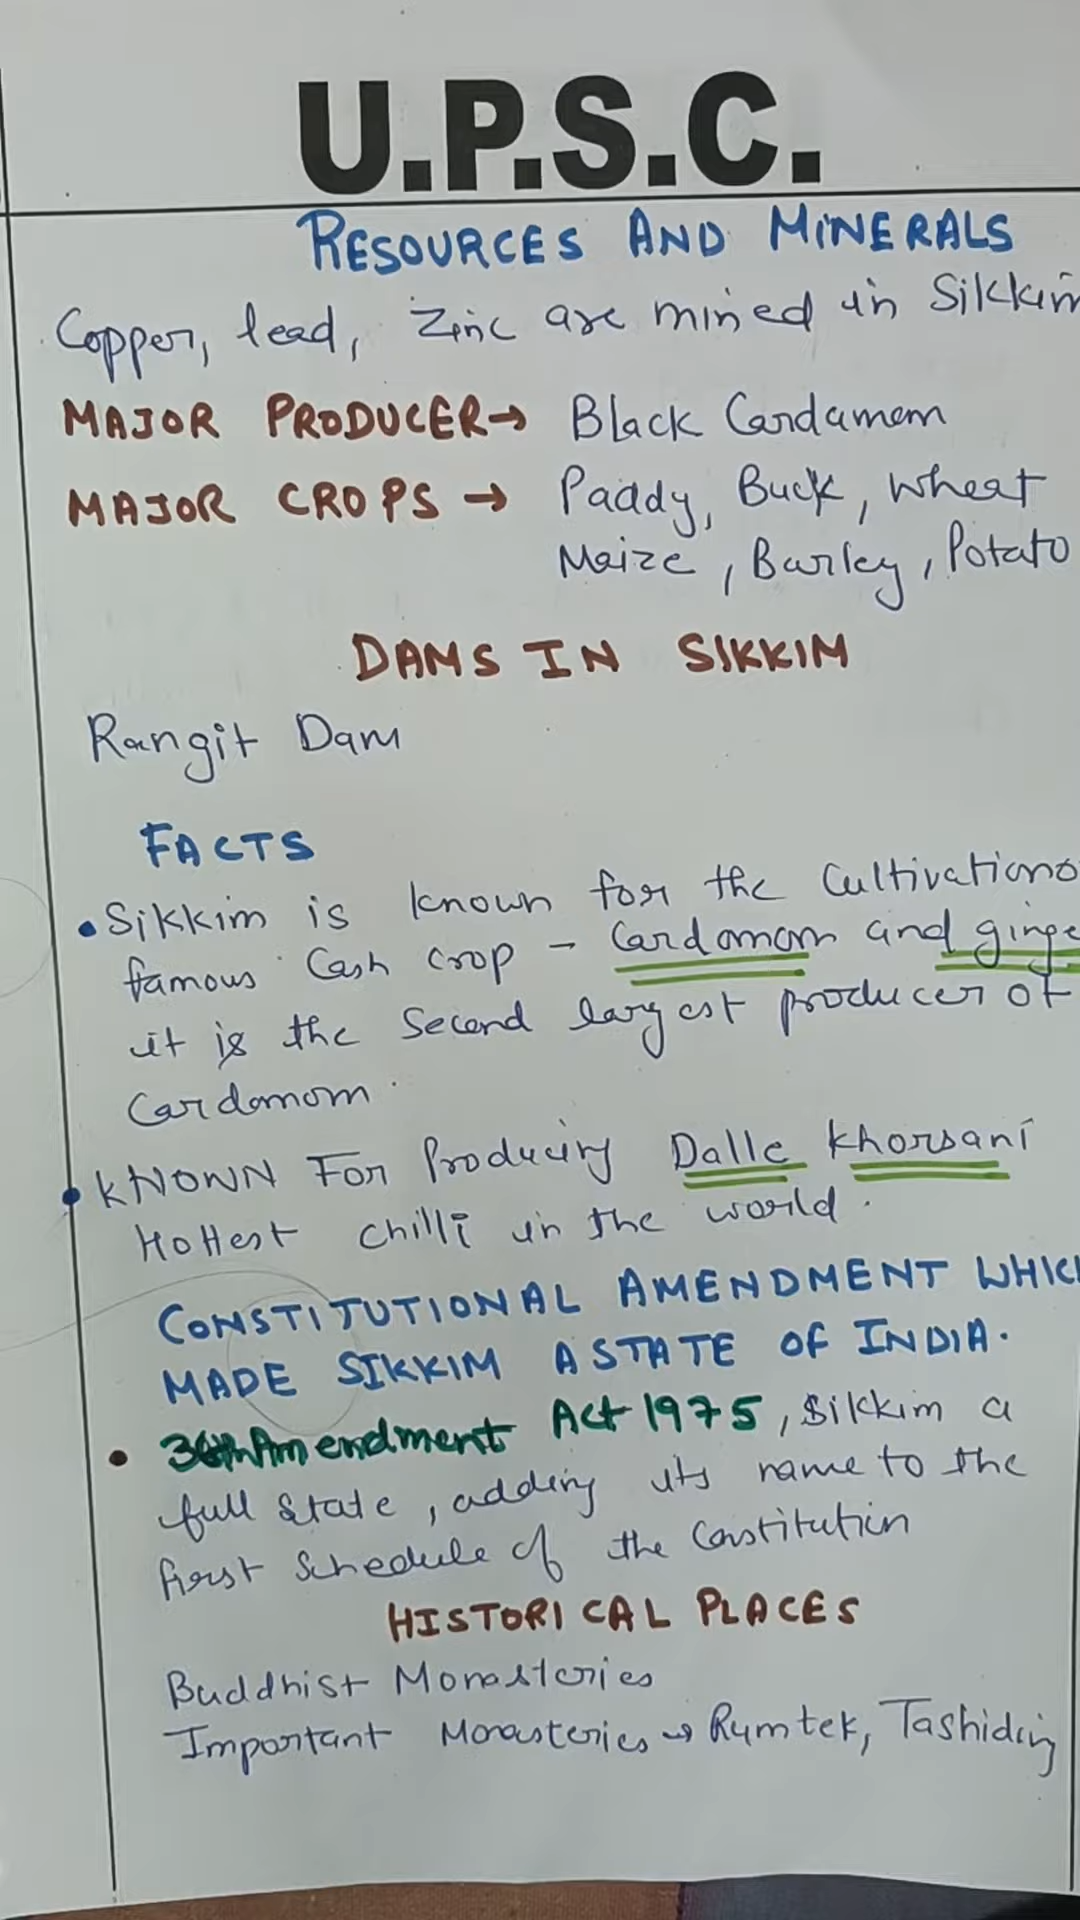 U.P.S.C.
RESOURCES AND MINERALS
Copper, lead, Zinc are mined in Sikkim
MAJOR PRODUCER → Black Cardamom
MAJOR CROPS → Paddy, Buck, wheat
Maize, Barley, Potato
DAMS IN SIKKIM
Rangit Dam
FACTS
• Sikkim is known for the Cultivation o
famous Cash crop - Cardomom and ginge
it is the Second largest producer of
Cardomom
• KNOWN FOR Producing Dalle khorsani
Hottest chilli in the world.
CONSTITUTIONAL AMENDMENT WHICH
MADE SIKKIM A STATE OF INDIA.
• 36th Amendment Act 1975, Sikkim a
full State, adding its name to the
first Schedule of the Constitution
HISTORICAL PLACES
Buddhist Monasteries
Important Monasteries → Rumtek, Tashiding